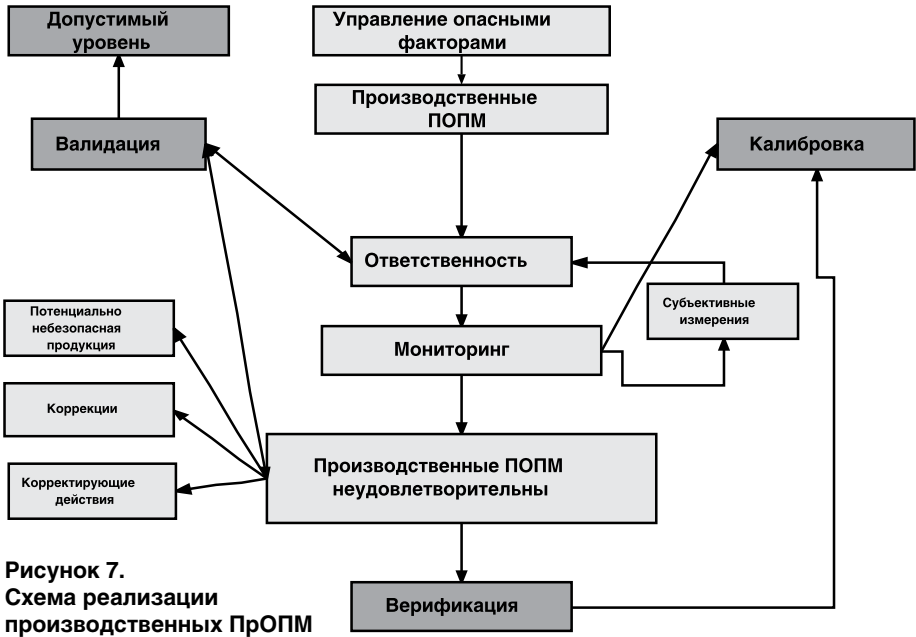 Допустимый
уровень
Управление опасными
факторами
Производственные
ПОПМ
Валидация
Калибровка
Ответственность
Субъективные
измерения
Потенциально
небезопасная
продукция
Мониторинг
Коррекции
Производственные ПОПМ
неудовлетворительны
Корректирующие
действия
Верификация
Рисунок 7.
Схема реализации
производственных ПрОПМ